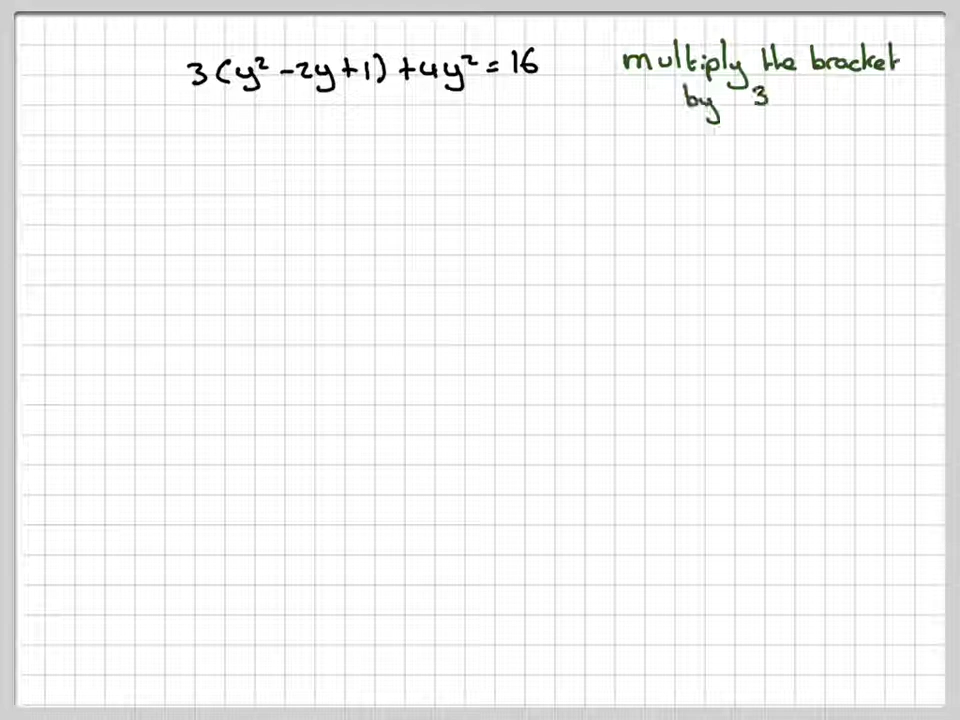 3(y² -2y+1) +4y² = 16
multiply the bracket
by 3